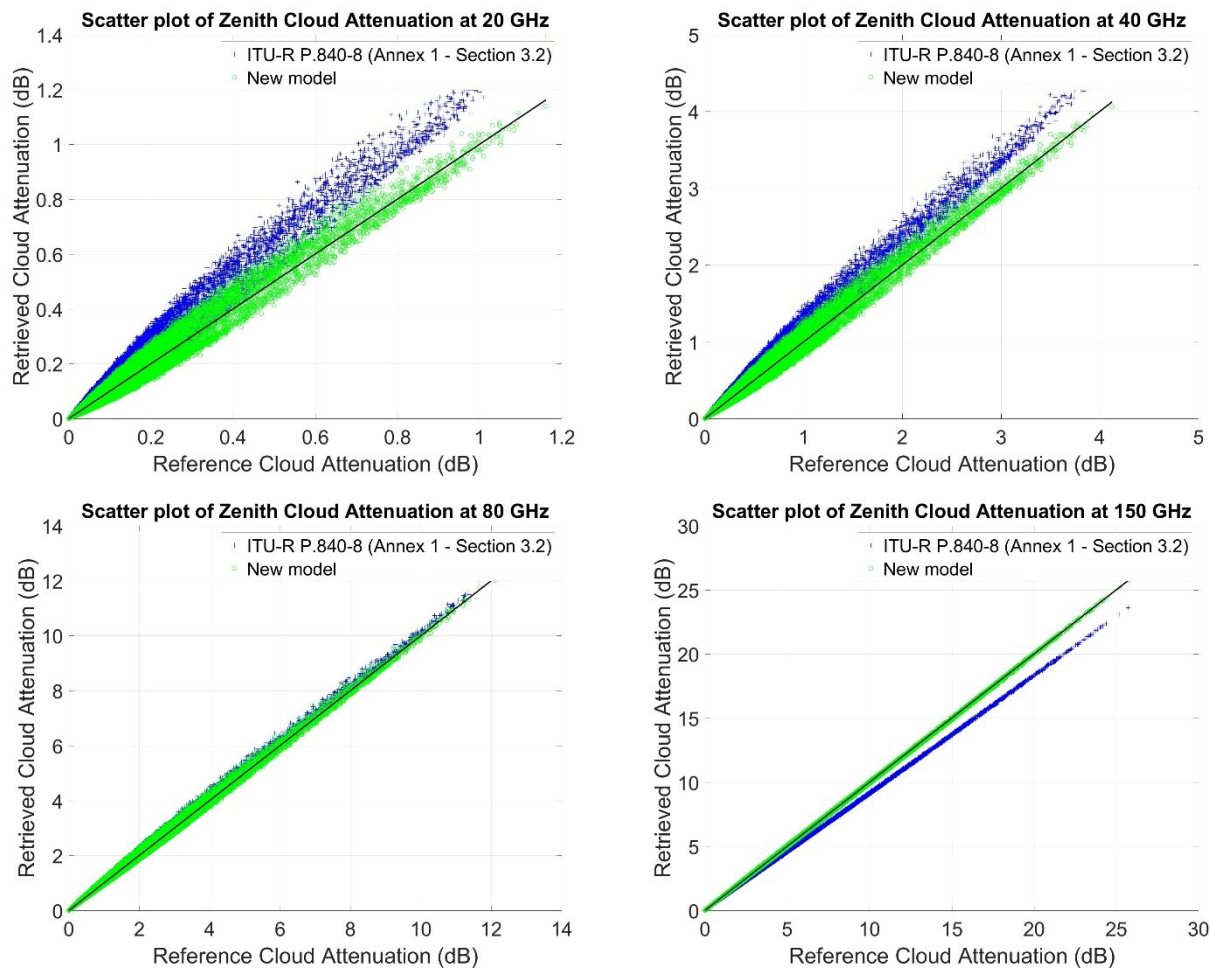 Scatter plot of Zenith Cloud Attenuation at 20 GHz
1.4
ITU-R P.840-8 (Annex 1 - Section 3.2)
New model
1.2
1
0.8
0.6
0.4
0.2
0
Retrieved Cloud Attenuation (dB)
0 0.2 0.4 0.6 0.8 1 1.2
Reference Cloud Attenuation (dB)
Scatter plot of Zenith Cloud Attenuation at 40 GHz
5
ITU-R P.840-8 (Annex 1 - Section 3.2)
New model
4
3
2
1
0
Retrieved Cloud Attenuation (dB)
0 1 2 3 4 5
Reference Cloud Attenuation (dB)
Scatter plot of Zenith Cloud Attenuation at 80 GHz
14
ITU-R P.840-8 (Annex 1 - Section 3.2)
New model
12
10
8
6
4
2
0
Retrieved Cloud Attenuation (dB)
0 2 4 6 8 10 12 14
Reference Cloud Attenuation (dB)
Scatter plot of Zenith Cloud Attenuation at 150 GHz
30
ITU-R P.840-8 (Annex 1 - Section 3.2)
New model
25
20
15
10
5
0
Retrieved Cloud Attenuation (dB)
0 5 10 15 20 25 30
Reference Cloud Attenuation (dB)